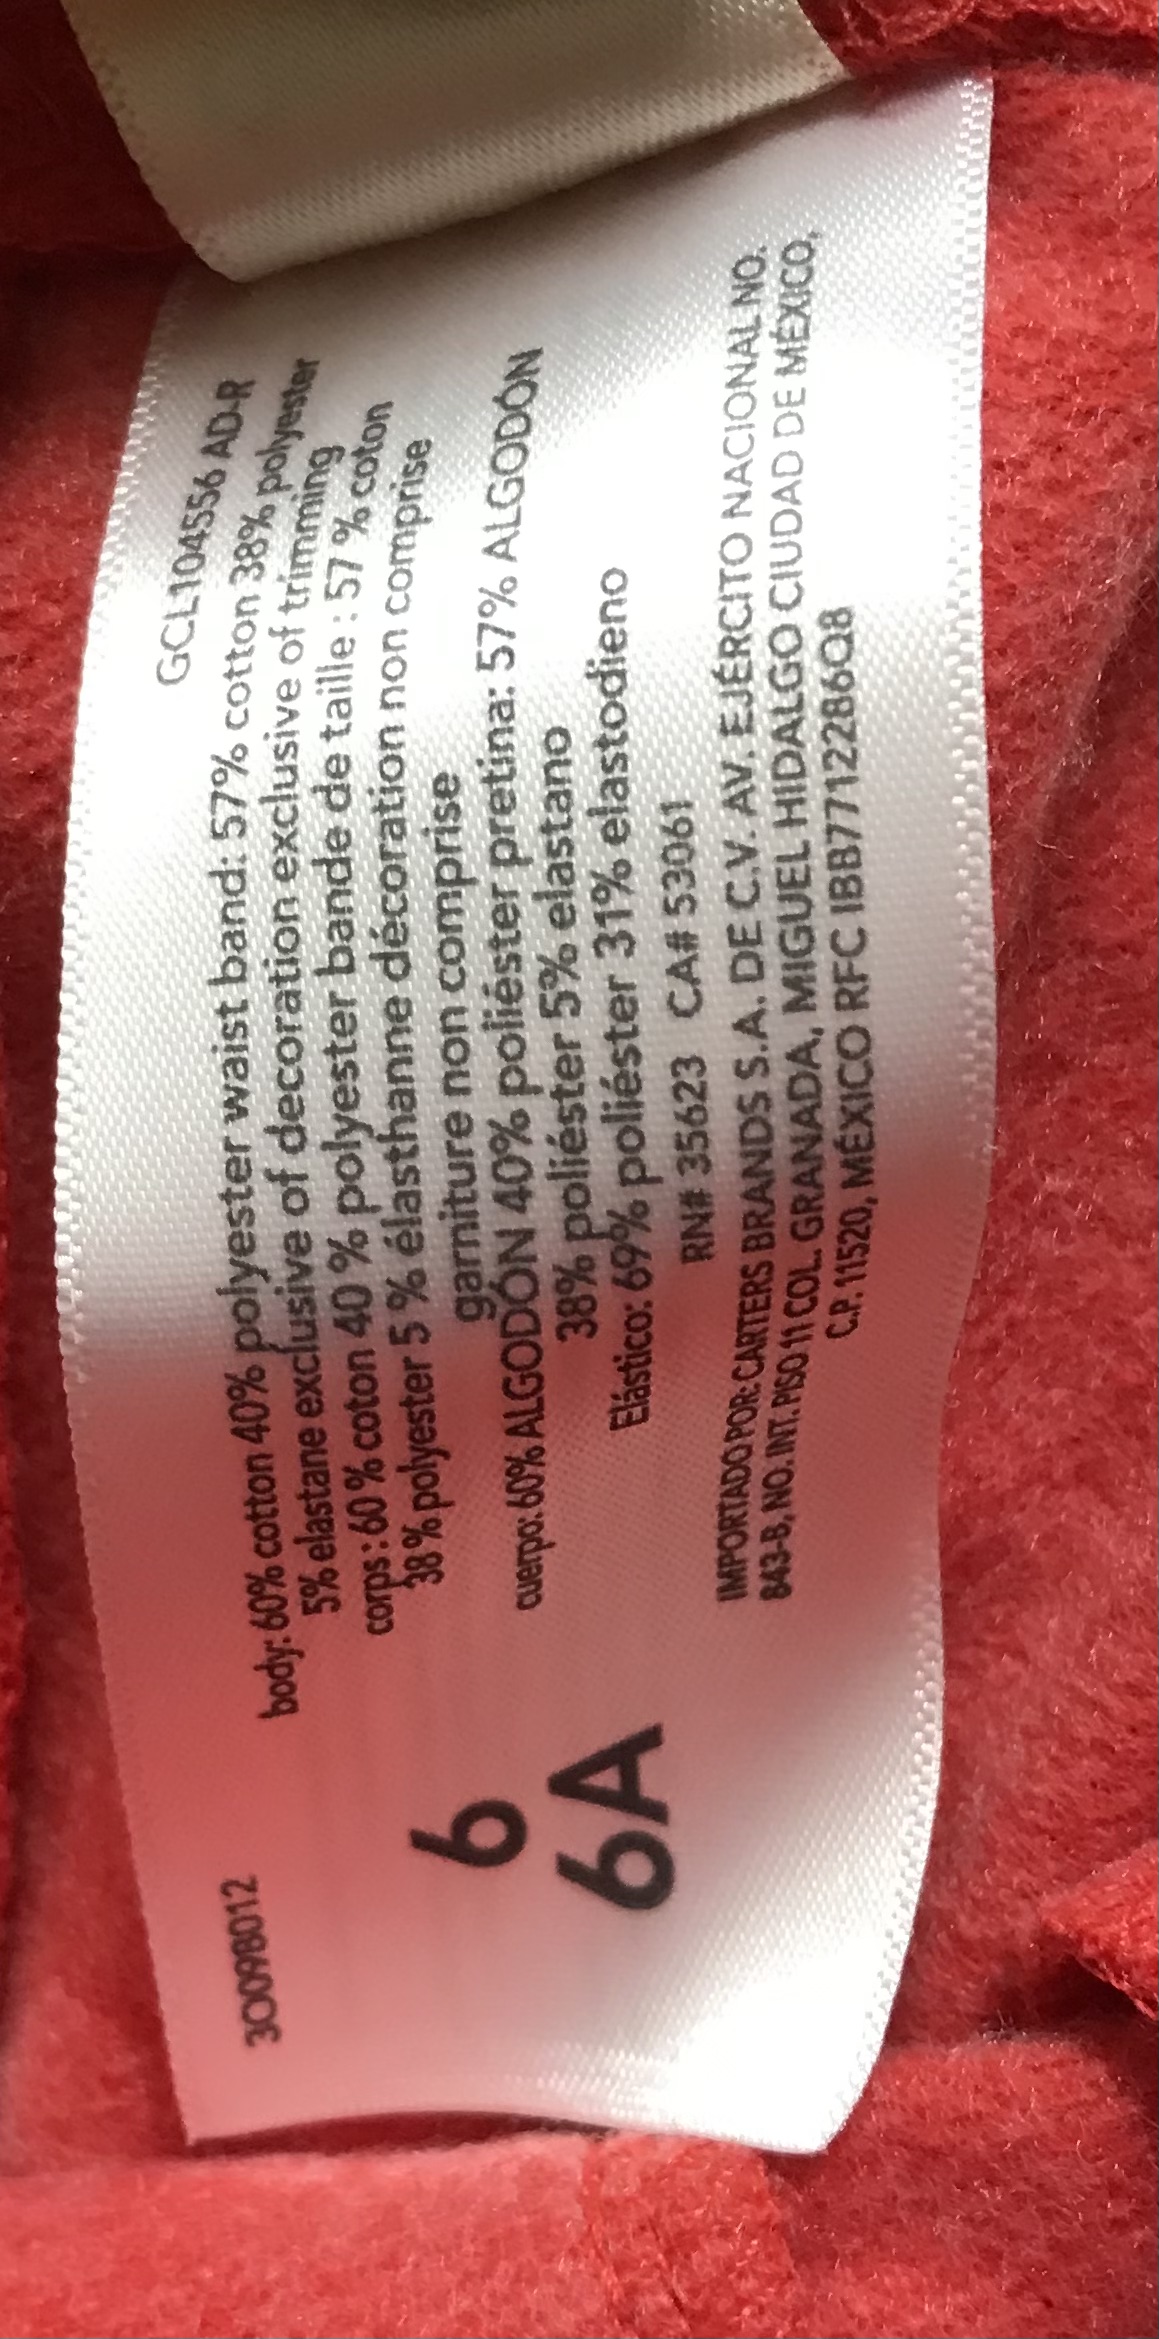 GCL104556 AD-R
3O098012
body: 60% cotton 40% polyester waist band: 57% cotton 38% polyester
5% elastane exclusive of decoration exclusive of trimming
corps : 60 % coton 40 % polyester bande de taille : 57 % coton
38 % polyester 5 % élasthanne décoration non comprise
garniture non comprise
cuerpo: 60% ALGODÓN 40% poliéster pretina: 57% ALGODÓN
38% poliéster 5% elastano
Elástico: 69% poliéster 31% elastodieno
6
6A
RN# 35623 CA# 53061
IMPORTADO POR: CARTERS BRANDS S.A. DE C.V. AV. EJÉRCITO NACIONAL NO.
843-B, NO. INT. PISO 11 COL. GRANADA, MIGUEL HIDALGO CIUDAD DE MÉXICO,
C.P. 11520, MÉXICO RFC IBB7712286Q8